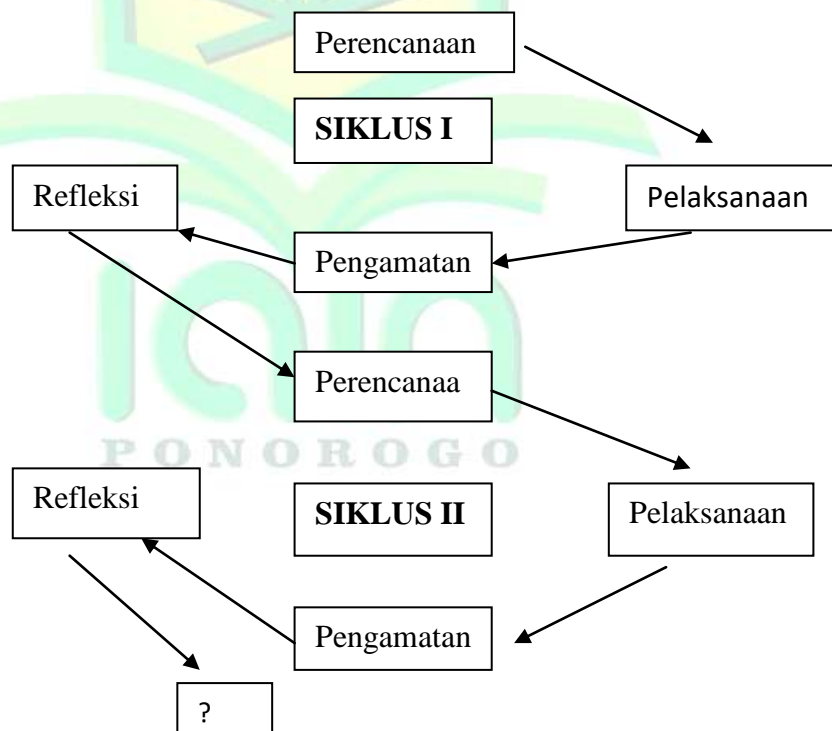 Perencanaan
SIKLUS I
Refleksi
Pelaksanaan
Pengamatan
Perencanaa
PONOROGO
Refleksi
SIKLUS II
Pelaksanaan
Pengamatan
?